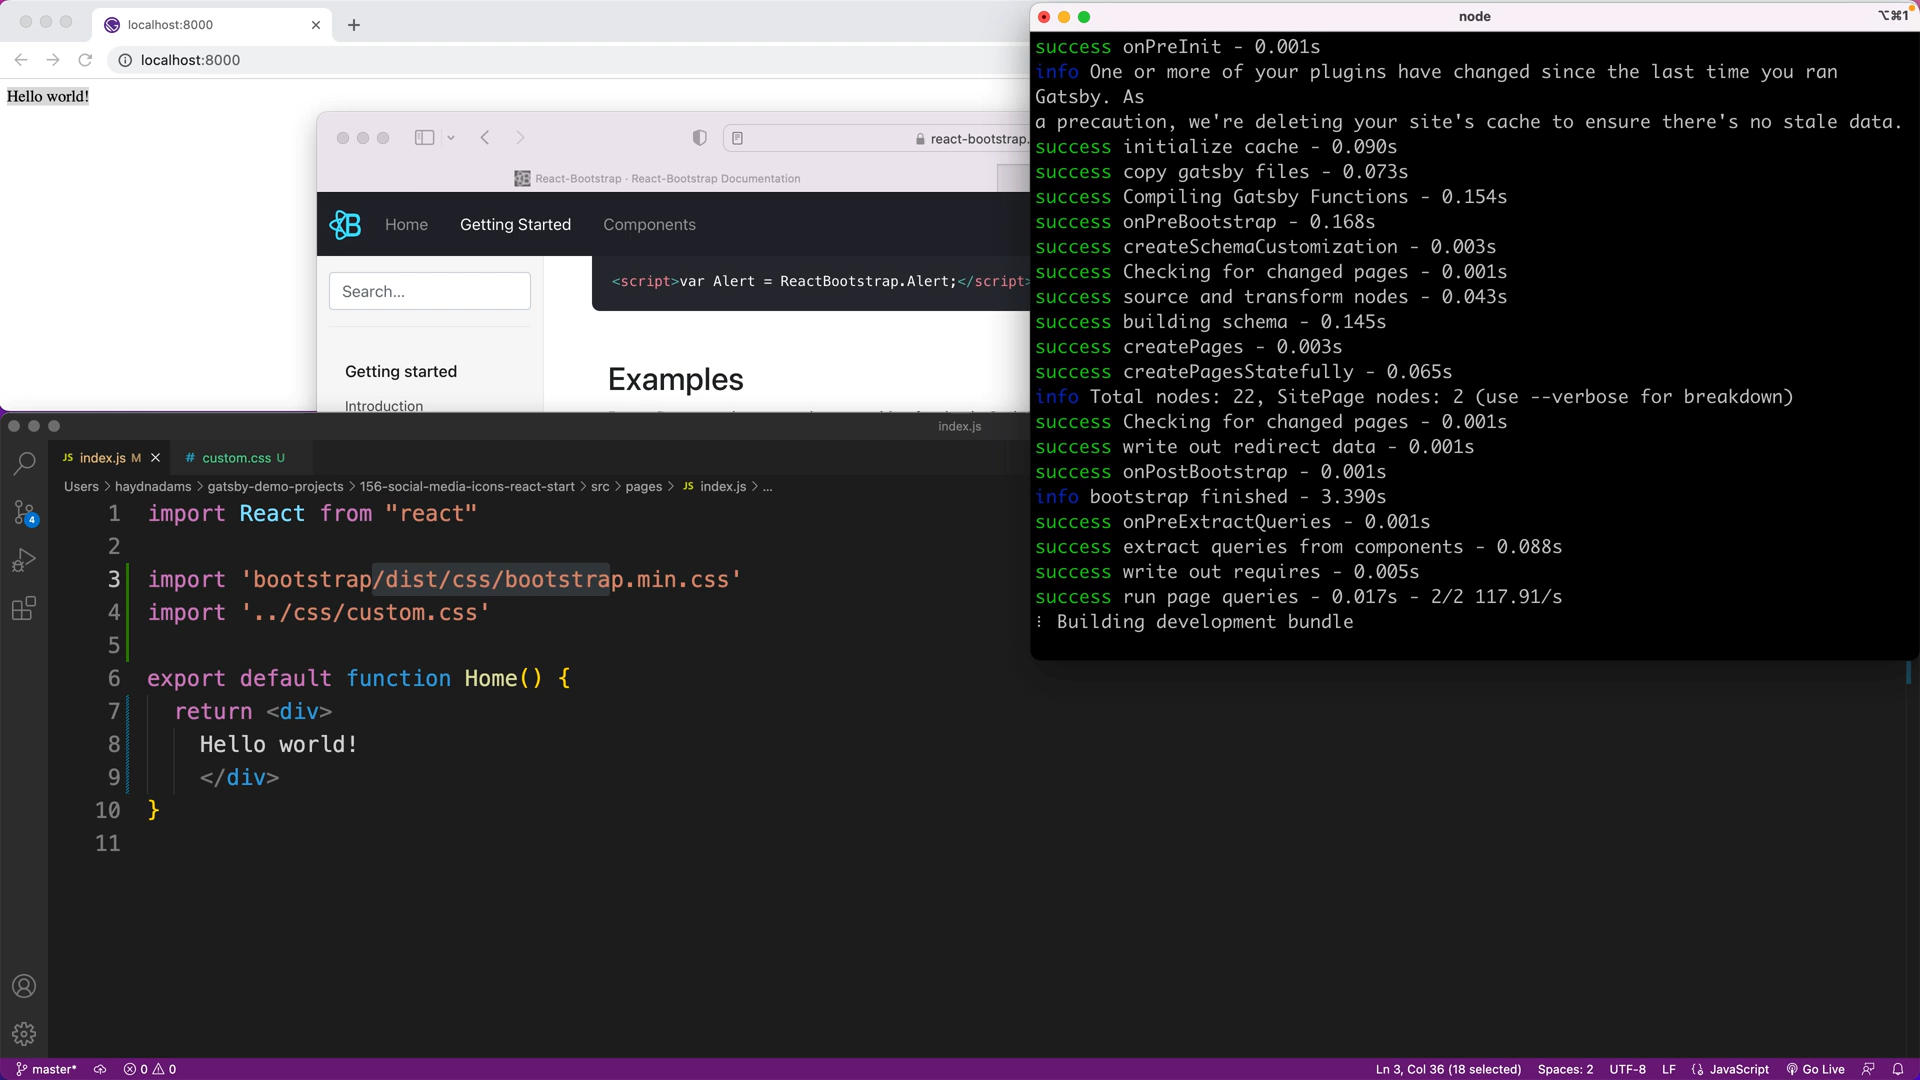 localhost:8000
localhost:8000
Hello world!
react-bootstrap.
React-Bootstrap · React-Bootstrap Documentation
Home
Getting Started
Components
Search...
<script>var Alert = ReactBootstrap.Alert;</script>
Getting started
Introduction
Examples
node
⌥⌘1
success onPreInit - 0.001s
info One or more of your plugins have changed since the last time you ran
Gatsby. As
a precaution, we're deleting your site's cache to ensure there's no stale data.
success initialize cache - 0.090s
success copy gatsby files - 0.073s
success Compiling Gatsby Functions - 0.154s
success onPreBootstrap - 0.168s
success createSchemaCustomization - 0.003s
success Checking for changed pages - 0.001s
success source and transform nodes - 0.043s
success building schema - 0.145s
success createPages - 0.003s
success createPagesStatefully - 0.065s
info Total nodes: 22, SitePage nodes: 2 (use --verbose for breakdown)
success Checking for changed pages - 0.001s
success write out redirect data - 0.001s
success onPostBootstrap - 0.001s
info bootstrap finished - 3.390s
success onPreExtractQueries - 0.001s
success extract queries from components - 0.088s
success write out requires - 0.005s
success run page queries - 0.017s - 2/2 117.91/s
⠇ Building development bundle
index.js
JS index.js M
# custom.css U
Users > haydnadams > gatsby-demo-projects > 156-social-media-icons-react-start > src > pages > JS index.js > ...
1 import React from "react"
2
3 import 'bootstrap/dist/css/bootstrap.min.css'
4 import '../css/custom.css'
5
6 export default function Home() {
7 return <div>
8 Hello world!
9 </div>
10 }
11
4
master*
0 0
Ln 3, Col 36 (18 selected)
Spaces: 2
UTF-8
LF
JavaScript
Go Live